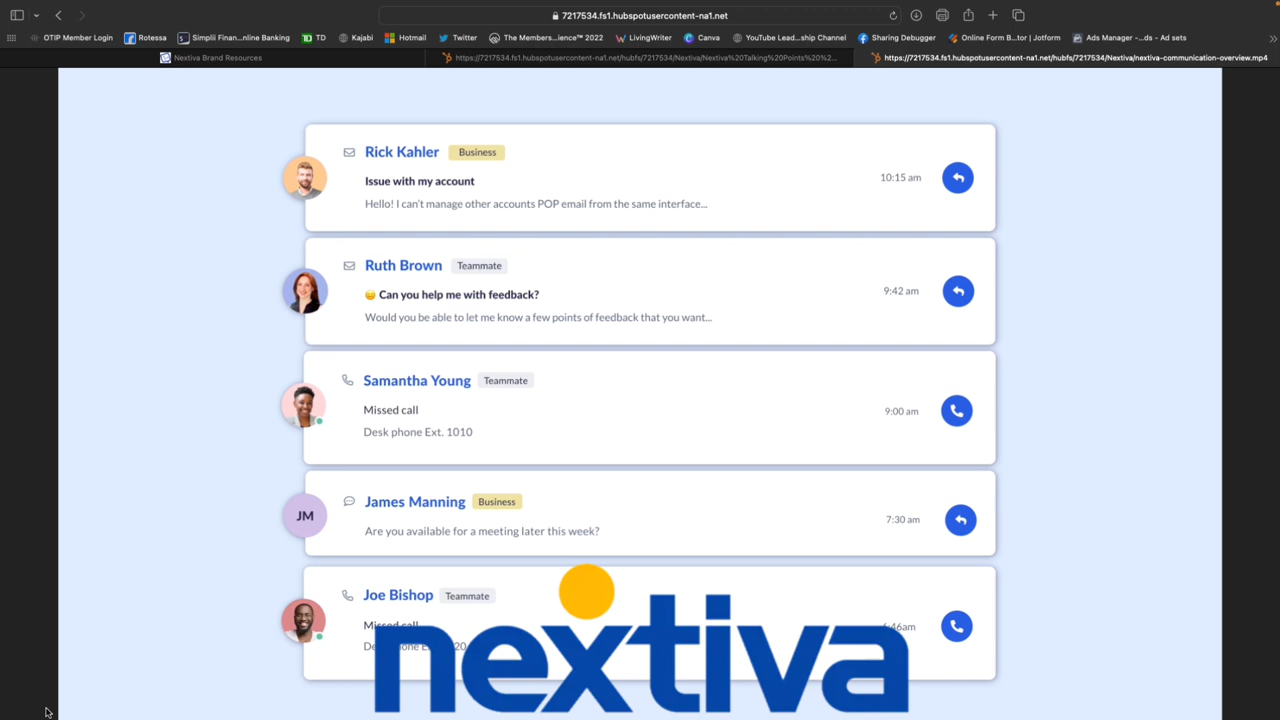 7217534.fs1.hubspotusercontent-na1.net
OTIP Member Login Rotessa Simplii Finan...nline Banking TD Kajabi Hotmail Twitter The Members...ience™ 2022 LivingWriter Canva YouTube Lead...ship Channel Sharing Debugger Online Form B...tor | Jotform Ads Manager -...ds - Ad sets
Nextiva Brand Resources https://7217534.fs1.hubspotusercontent-na1.net/hubfs/7217534/Nextiva/Nextiva%20Talking%20Points%20%2... https://7217534.fs1.hubspotusercontent-na1.net/hubfs/7217534/Nextiva/nextiva-communication-overview.mp4
Rick Kahler Business
Issue with my account
10:15 am
Hello! I can't manage other accounts POP email from the same interface...
Ruth Brown Teammate
Can you help me with feedback?
9:42 am
Would you be able to let me know a few points of feedback that you want...
Samantha Young Teammate
Missed call
9:00 am
Desk phone Ext. 1010
JM
James Manning Business
7:30 am
Are you available for a meeting later this week?
Joe Bishop Teammate
Missed call
nextiva